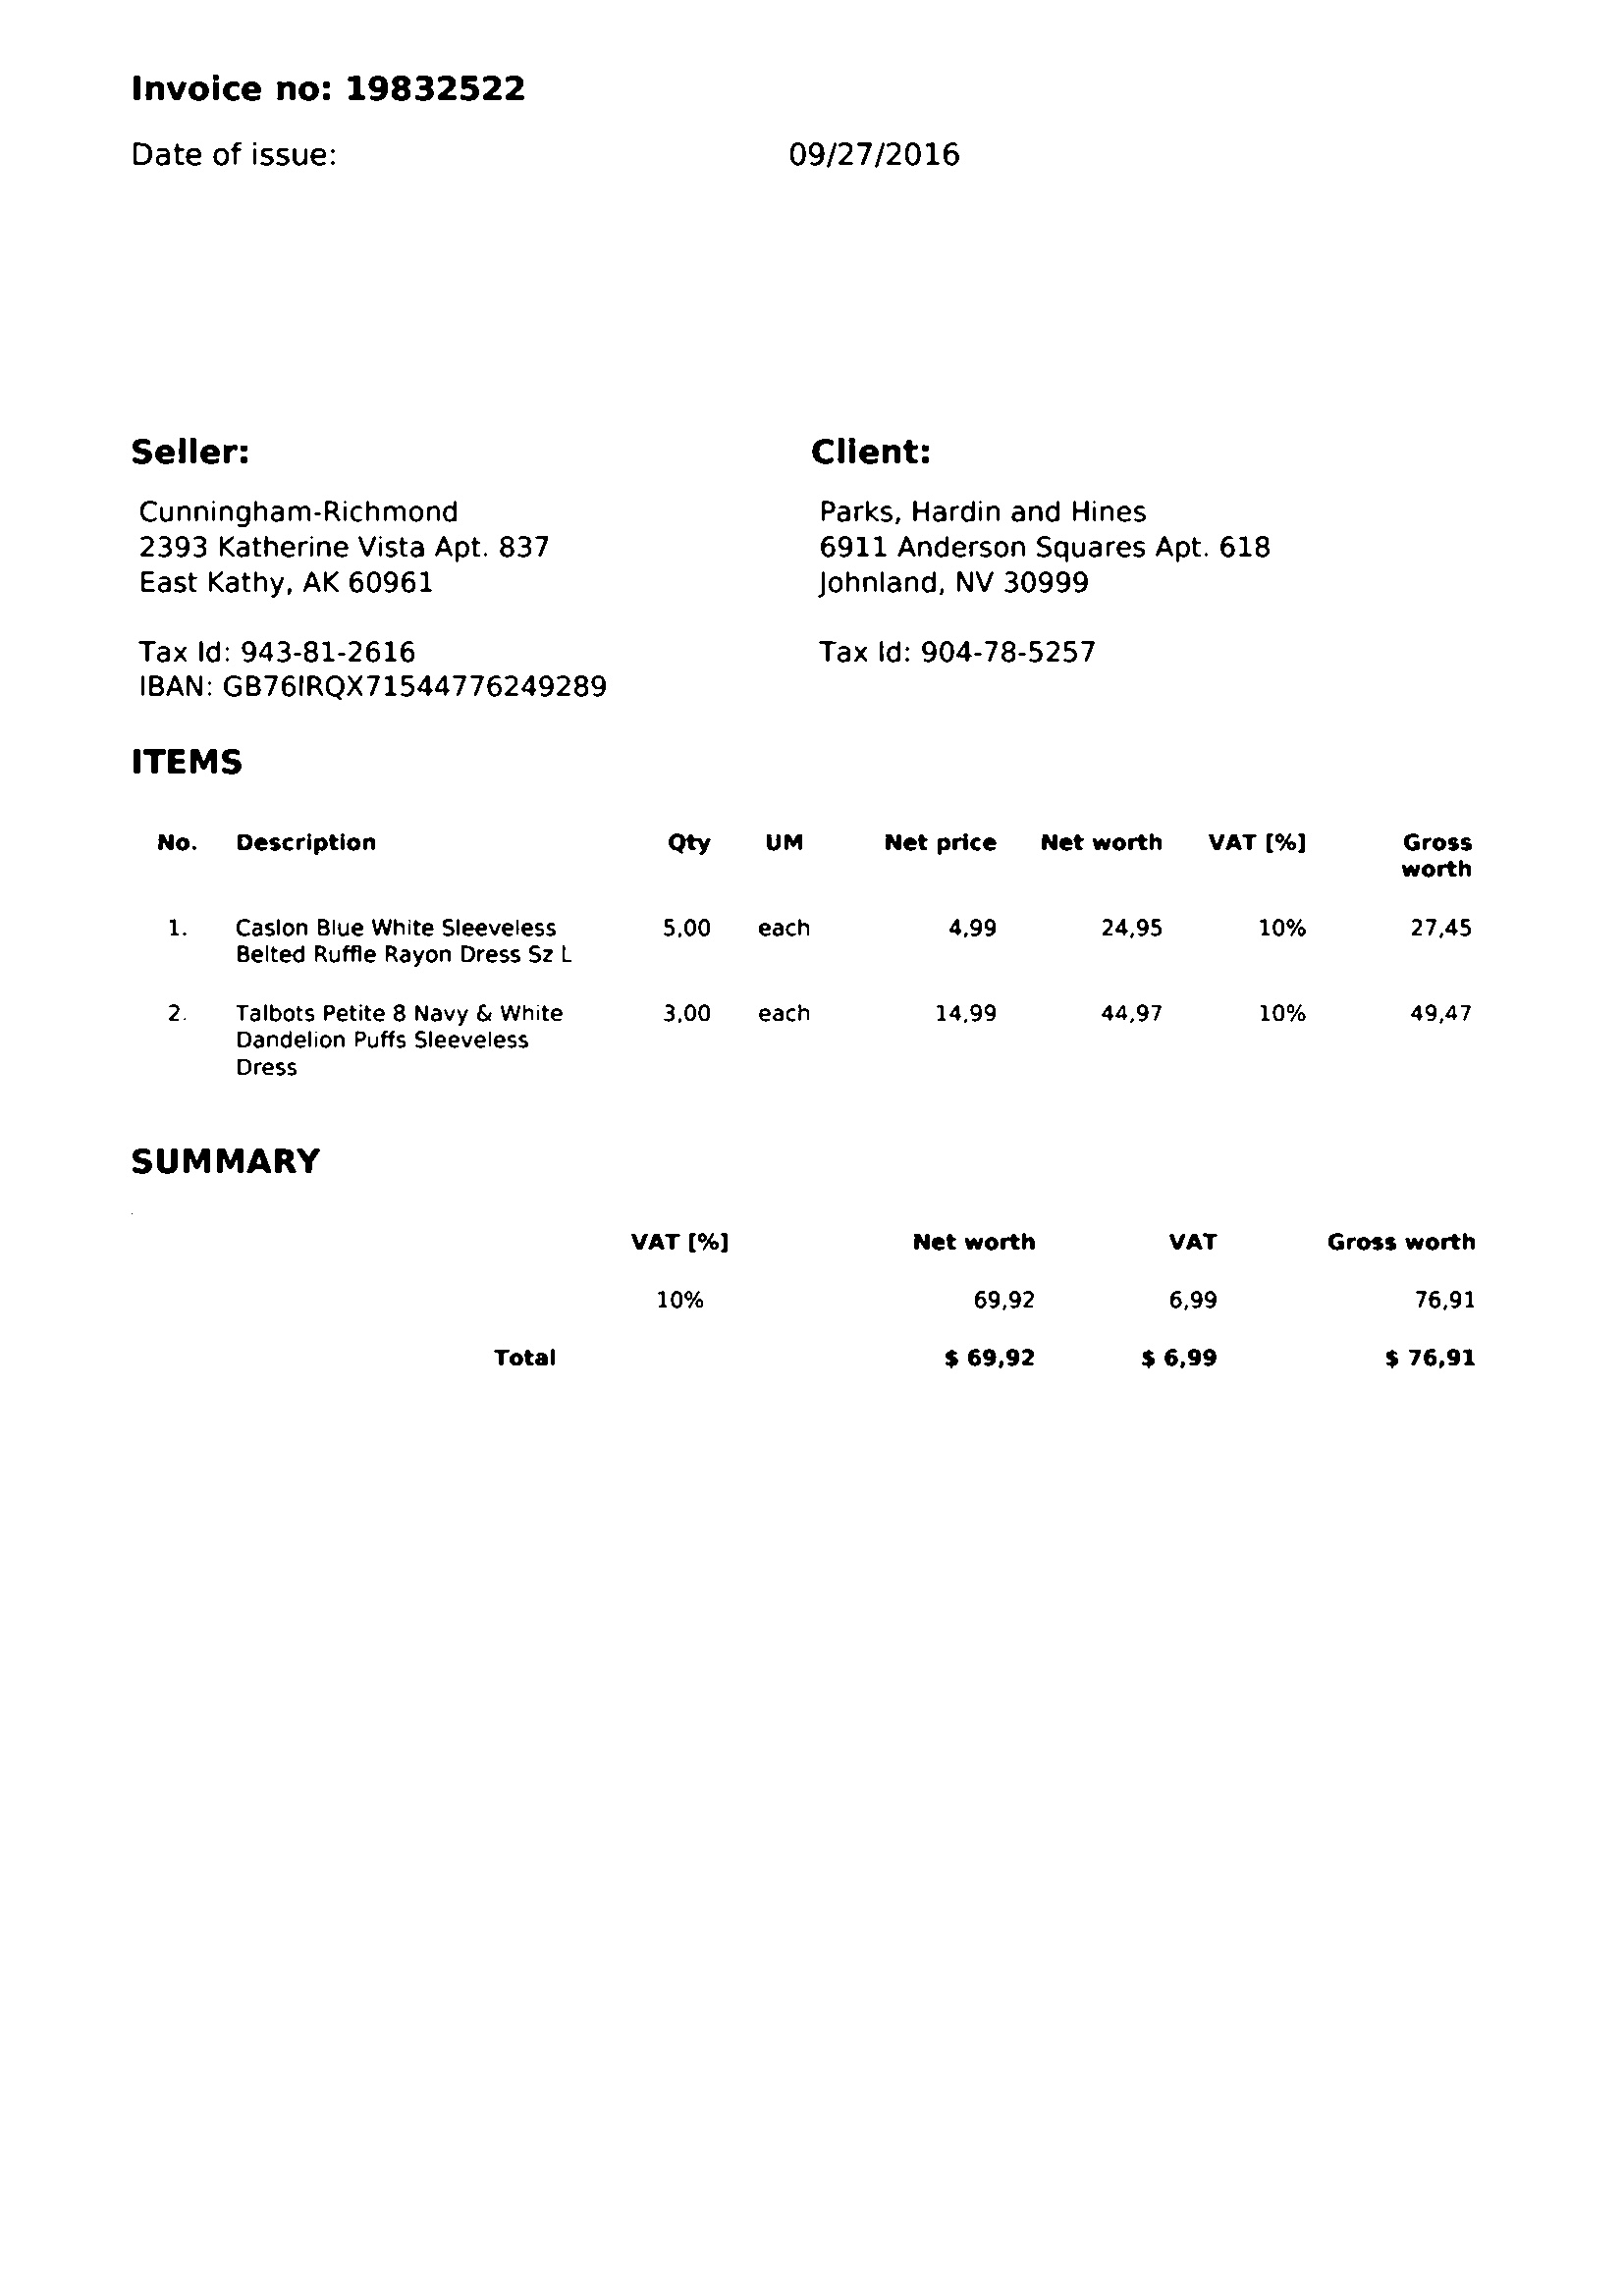 Invoice no: 19832522
Date of issue: 09/27/2016
Seller: Client:
Cunningham-Richmond Parks, Hardin and Hines
2393 Katherine Vista Apt. 837 6911 Anderson Squares Apt. 618
East Kathy, AK 60961 Johnland, NV 30999
Tax Id: 943-81-2616 Tax Id: 904-78-5257
IBAN: GB76IRQX71544776249289
ITEMS
No. Description Qty UM Net price Net worth VAT [%] Gross
worth
1. Caslon Blue White Sleeveless 5,00 each 4,99 24,95 10% 27,45
Belted Ruffle Rayon Dress Sz L
2. Talbots Petite 8 Navy & White 3,00 each 14,99 44,97 10% 49,47
Dandelion Puffs Sleeveless
Dress
SUMMARY
VAT [%] Net worth VAT Gross worth
10% 69,92 6,99 76,91
Total $ 69,92 $ 6,99 $ 76,91